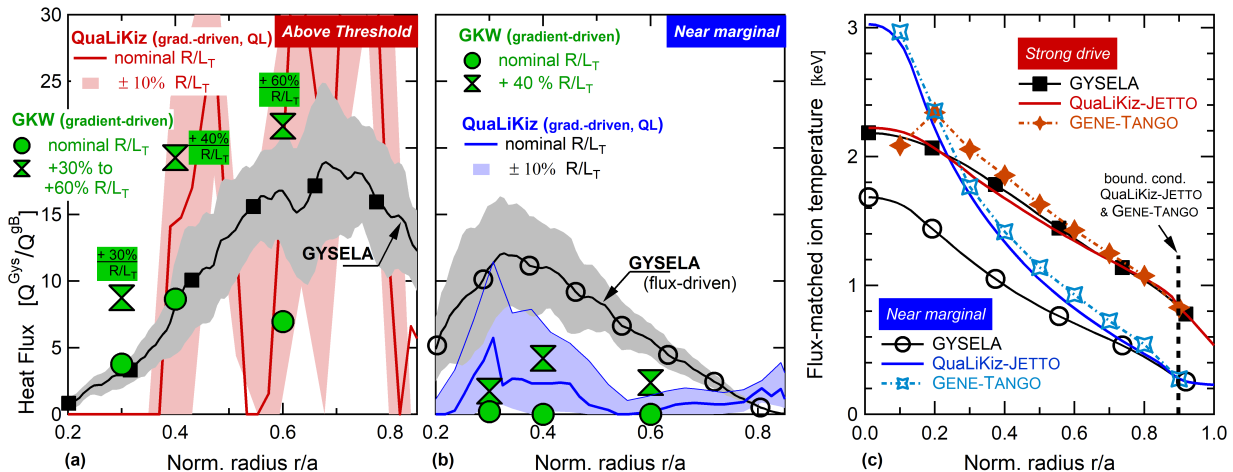 30
25
20
15
10
5
0
Heat Flux [Q^Gys/Q^gB]
QuaLiKiz (grad.-driven, QL)
nominal R/L_T
± 10% R/L_T
GKW (gradient-driven)
nominal R/L_T
+30% to
+60% R/L_T
Above Threshold
+ 60%
R/L_T
+ 40%
R/L_T
+ 30%
R/L_T
GYSELA
0.2
0.4
0.6
0.8
(a)
Norm. radius r/a
GKW (gradient-driven)
nominal R/L_T
+ 40 % R/L_T
Near marginal
QuaLiKiz (grad.-driven, QL)
nominal R/L_T
± 10% R/L_T
GYSELA
(flux-driven)
0.2
0.4
0.6
0.8
(b)
Norm. radius r/a
3
2
1
0
Flux-matched ion temperature [keV]
Strong drive
GYSELA
QuaLiKiz-JETTO
GENE-TANGO
bound. cond.
QuaLiKiz-JETTO
& GENE-TANGO
Near marginal
GYSELA
QuaLiKiz-JETTO
GENE-TANGO
0.0
0.2
0.4
0.6
0.8
1.0
(c)
Norm. radius r/a